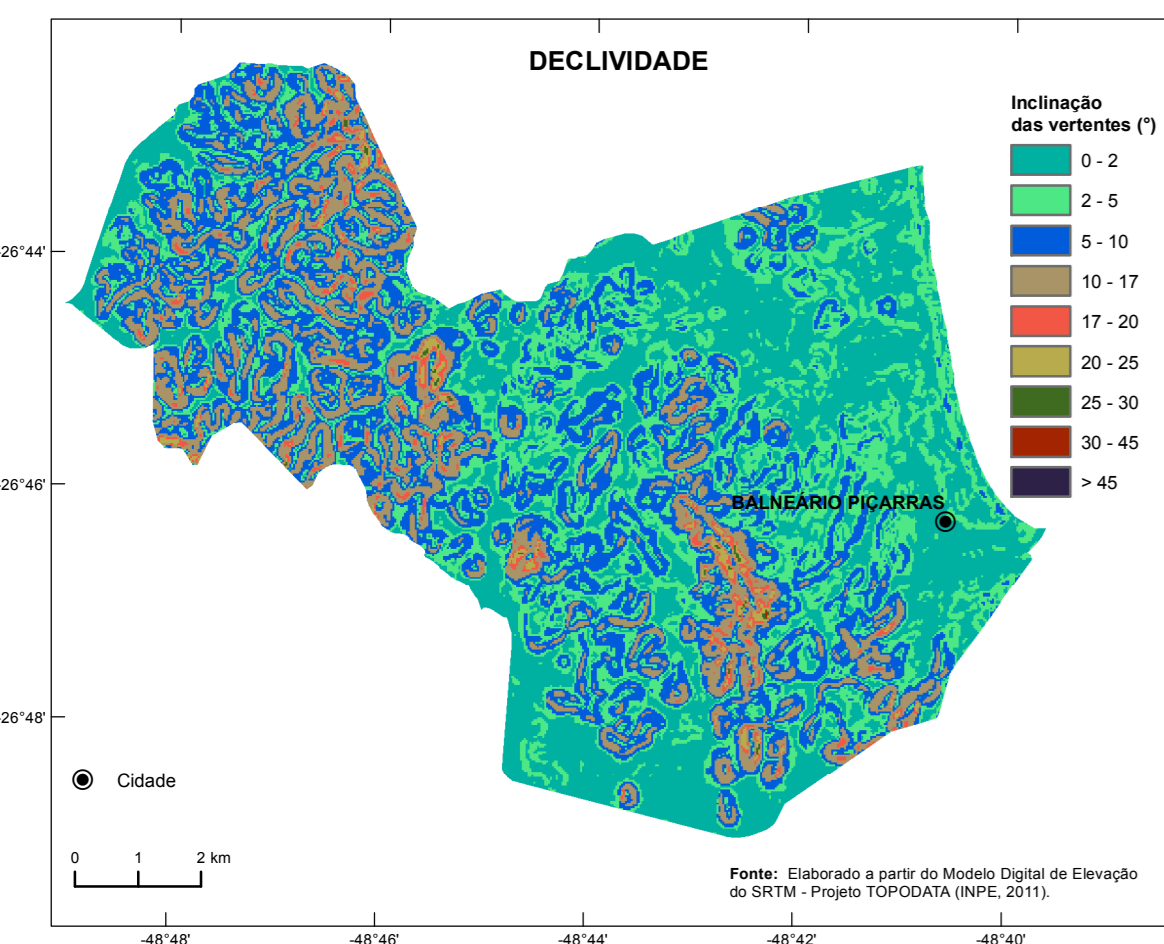 DECLIVIDADE
Inclinação
das vertentes (°)
0 - 2
2 - 5
5 - 10
10 - 17
17 - 20
20 - 25
25 - 30
30 - 45
> 45
-26°44'
-26°46'
-26°48'
BALNEÁRIO PIÇARRAS
Cidade
0 1 2 km
Fonte: Elaborado a partir do Modelo Digital de Elevação
do SRTM - Projeto TOPODATA (INPE, 2011).
-48°48' -48°46' -48°44' -48°42' -48°40'